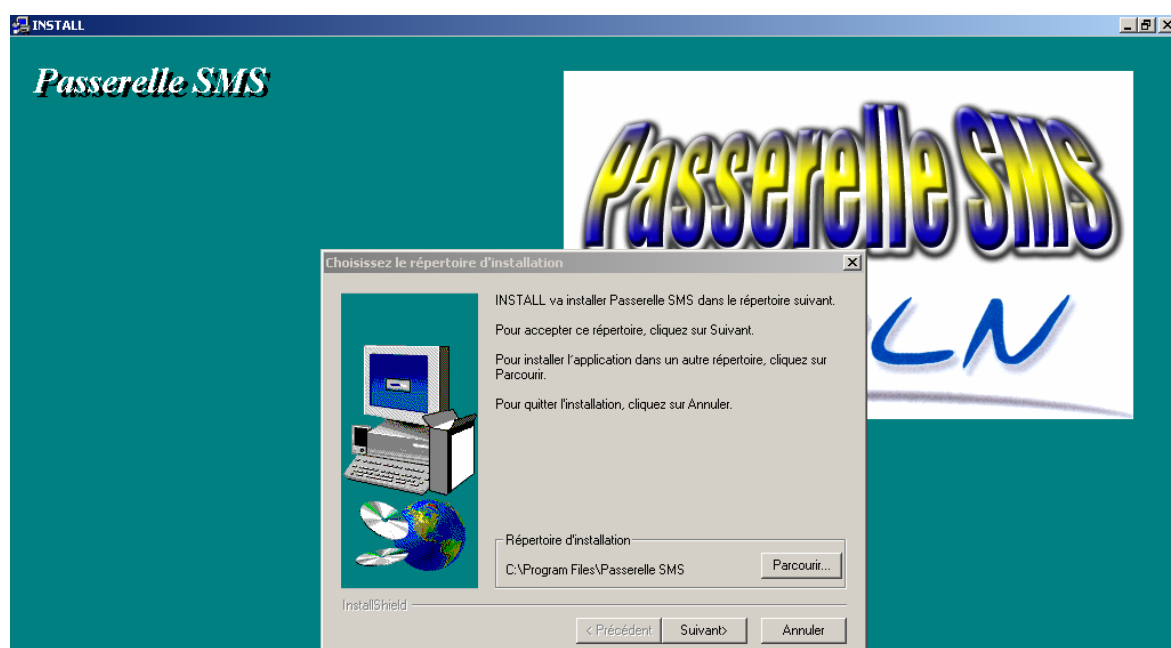 INSTALL
Passerelle SMS
Passerelle SMS
LN
Choisissez le répertoire d'installation
INSTALL va installer Passerelle SMS dans le répertoire suivant.
Pour accepter ce répertoire, cliquez sur Suivant.
Pour installer l'application dans un autre répertoire, cliquez sur
Parcourir.
Pour quitter l'installation, cliquez sur Annuler.
Répertoire d'installation
C:\Program Files\Passerelle SMS
Parcourir...
InstallShield
< Précédent
Suivant>
Annuler